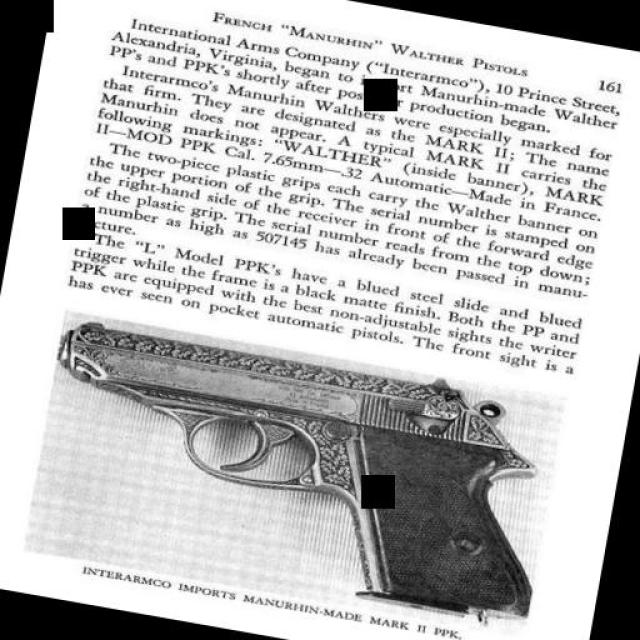 FRENCH “MANURHIN” WALTHER PISTOLS 161
International Arms Company (“Interarmco”), 10 Prince Street,
Alexandria, Virginia, began to Manurhin-made Walther
PP's and PPK's shortly after production began.
Interarmco's Manurhin Walthers were especially marked for
that firm. They are designated as the MARK II; The name
Manurhin does not appear. A typical MARK II carries the
following markings: “WALTHER” (inside banner), MARK
II—MOD PPK Cal. 7.65mm—.32 Automatic—Made in France.
The two-piece plastic grips each carry the Walther banner on
the upper portion of the grip. The serial number is stamped on
the right-hand side of the receiver in front of the forward edge
of the plastic grip. The serial number reads from the top down;
number as high as 507145 has already been passed in manu-
The “L” Model PPK's have a blued steel slide and blued
trigger while the frame is a black matte finish. Both the PP and
PPK are equipped with the best non-adjustable sights the writer
has ever seen on pocket automatic pistols. The front sight is a
INTERARMCO IMPORTS MANURHIN-MADE MARK II PPK.